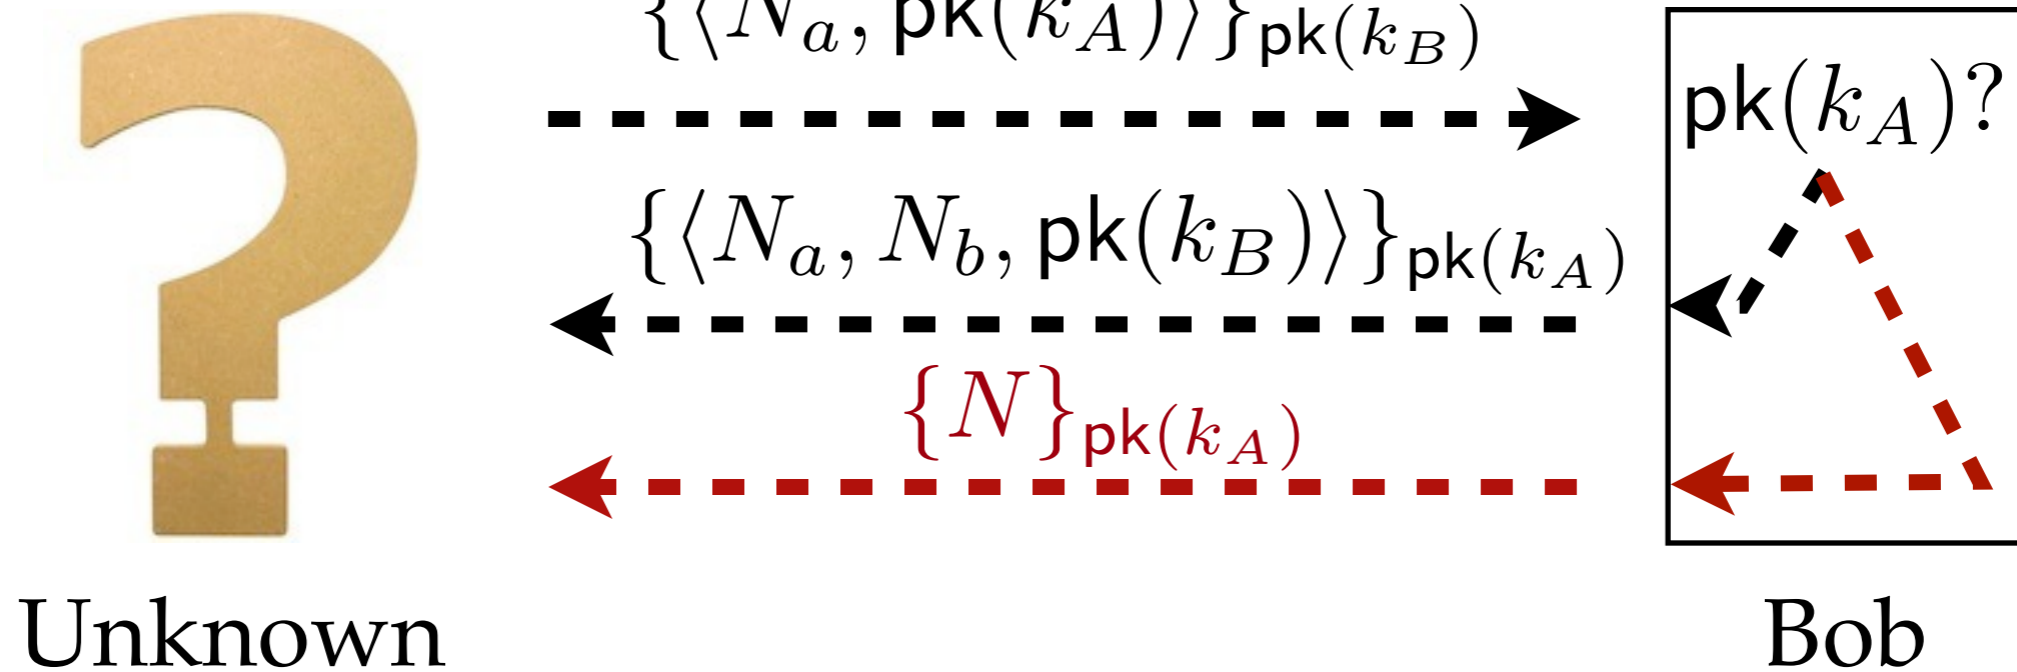 {⟨N_a, pk(k_A)⟩}_pk(k_B)
pk(k_A)?
{⟨N_a, N_b, pk(k_B)⟩}_pk(k_A)
{N}_pk(k_A)
Unknown
Bob